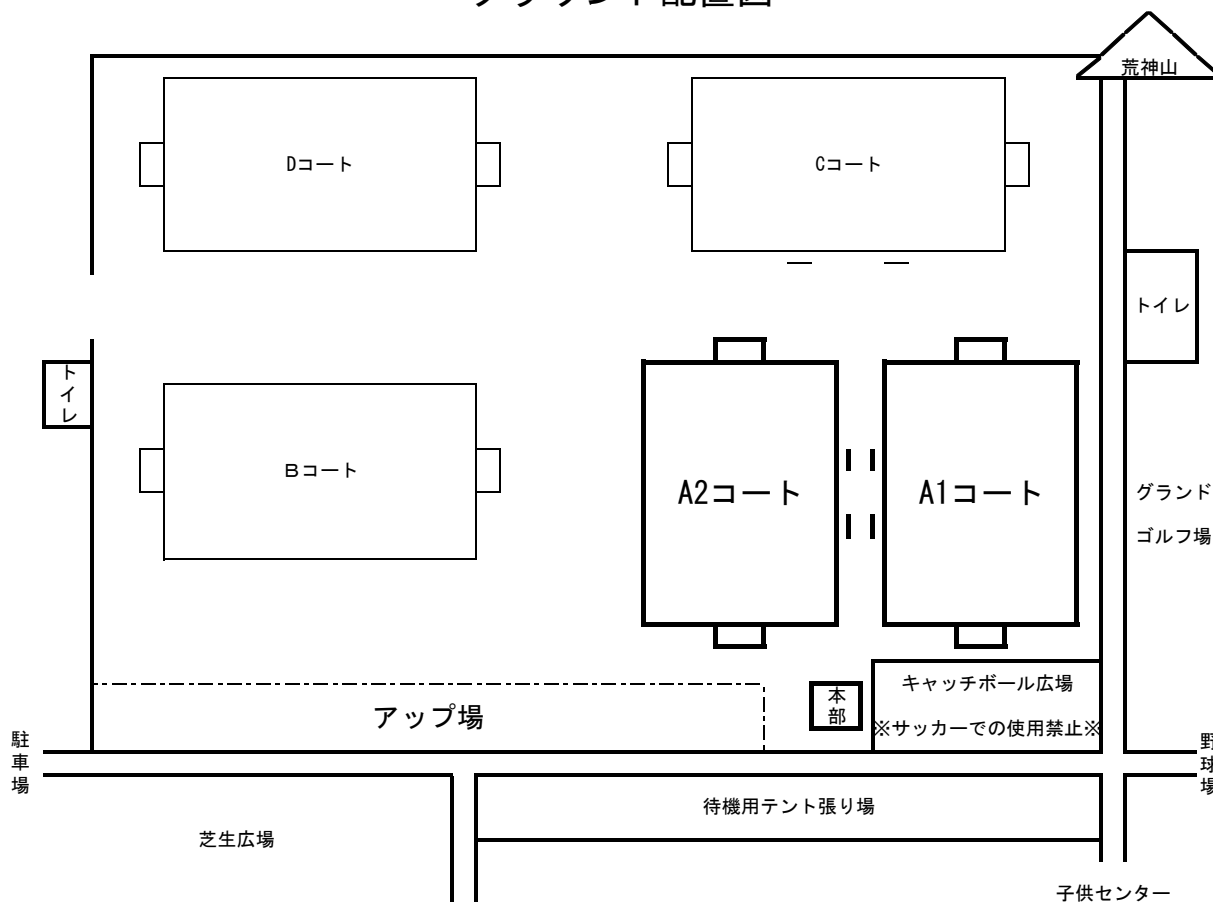 配置図
荒神山
Dコート
Cコート
トイレ
トイレ
Bコート
A2コート
A1コート
グランド
ゴルフ場
キャッチボール広場
本部
アップ場
※サッカーでの使用禁止※
駐車場
野球場
待機用テント張り場
芝生広場
子供センター